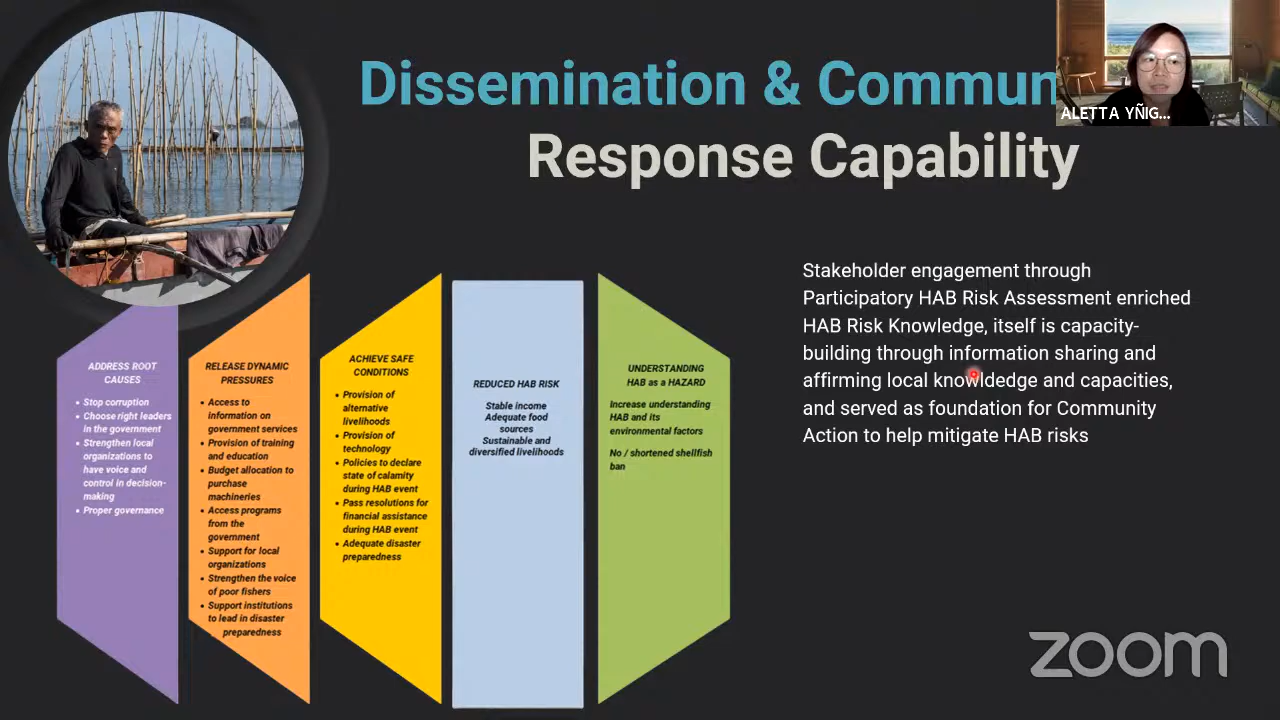 Dissemination & Commun
Response Capability
ALETTA YÑIG...
Stakeholder engagement through
Participatory HAB Risk Assessment enriched
HAB Risk Knowledge, itself is capacity-
building through information sharing and
affirming local knowldedge and capacities,
and served as foundation for Community
Action to help mitigate HAB risks
ADDRESS ROOT
CAUSES
• Stop corruption
• Choose right leaders
in the government
• Strengthen local
organizations to
have voice and
control in decision-
making
• Proper governance
RELEASE DYNAMIC
PRESSURES
• Access to
information on
government services
• Provision of training
and education
• Budget allocation to
purchase
machineries
• Access programs
from the
government
• Support for local
organizations
• Strengthen the voice
of poor fishers
• Support institutions
to lead in disaster
preparedness
ACHIEVE SAFE
CONDITIONS
• Provision of
alternative
livelihoods
• Provision of
technology
• Policies to declare
state of calamity
during HAB event
• Pass resolutions for
financial assistance
during HAB event
• Adequate disaster
preparedness
REDUCED HAB RISK
Stable income
Adequate food
sources
Sustainable and
diversified livelihoods
UNDERSTANDING
HAB as a HAZARD
Increase understanding
HAB and its
environmental factors
No / shortened shellfish
ban
zoom